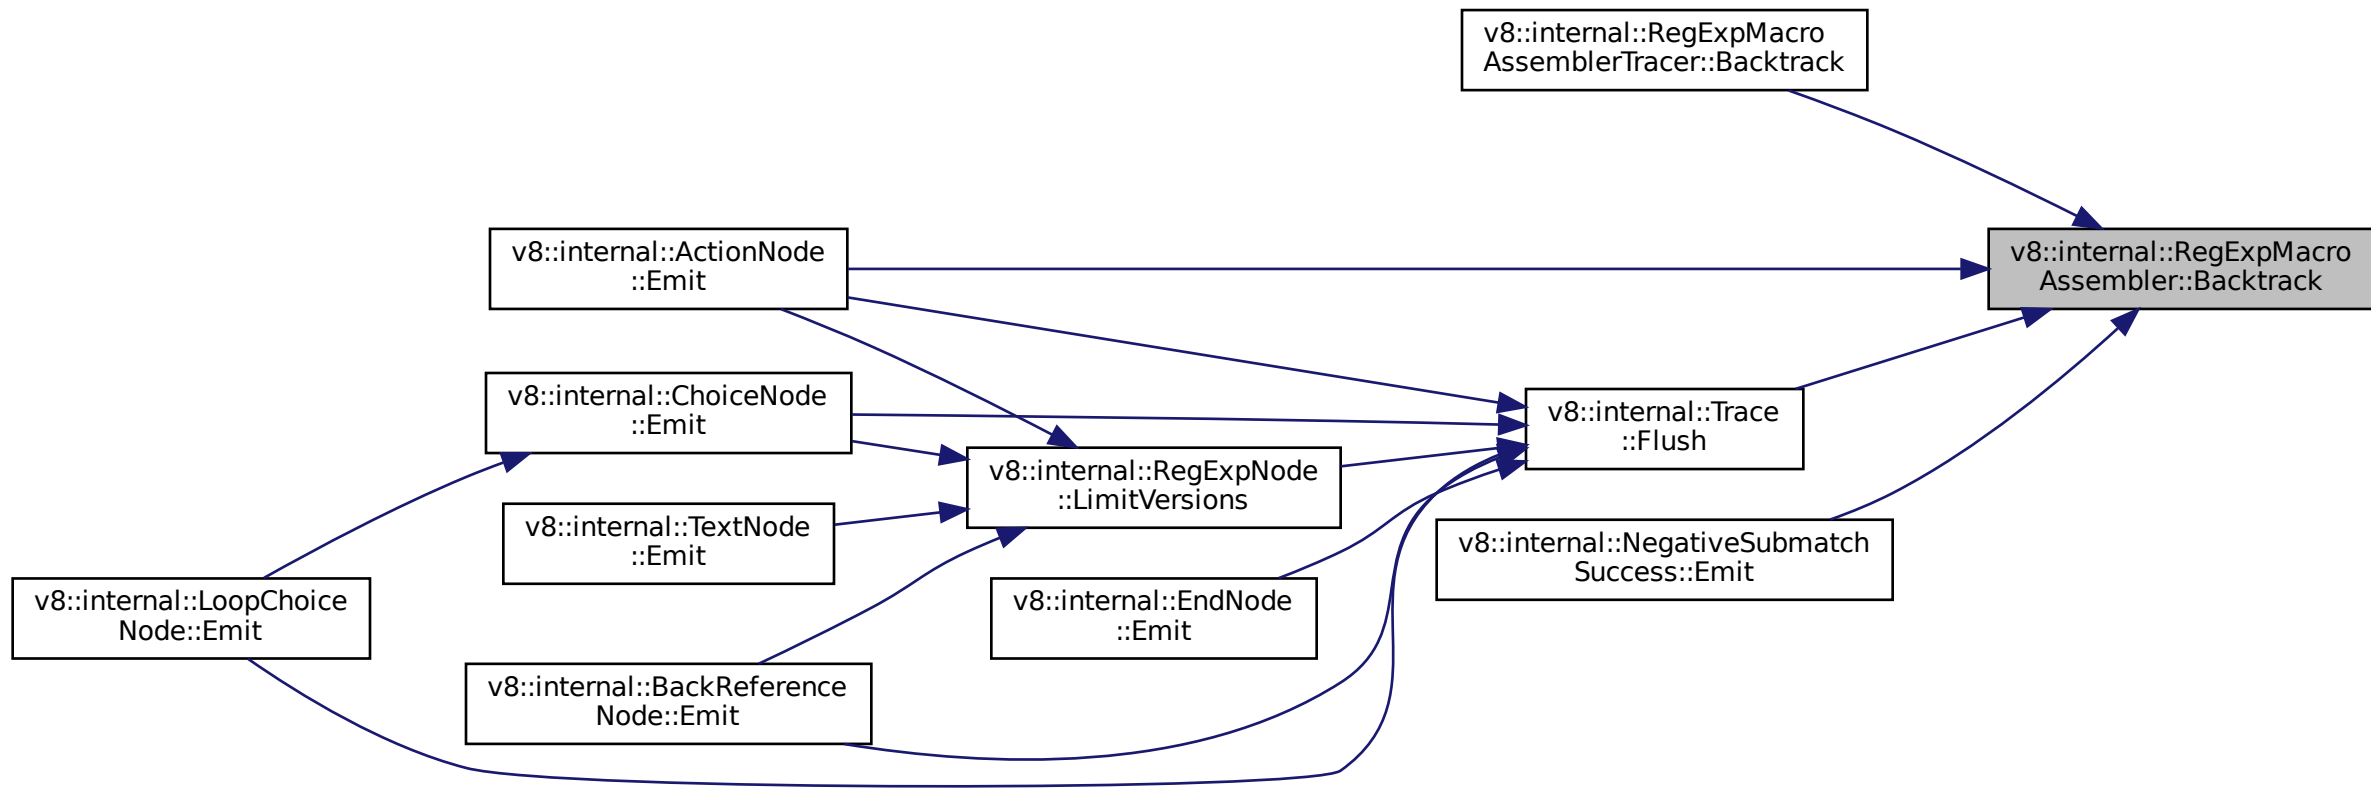 v8::internal::RegExpMacro
AssemblerTracer::Backtrack
v8::internal::ActionNode
::Emit
v8::internal::RegExpMacro
Assembler::Backtrack
v8::internal::ChoiceNode
::Emit
v8::internal::Trace
::Flush
v8::internal::RegExpNode
::LimitVersions
v8::internal::TextNode
::Emit
v8::internal::NegativeSubmatch
Success::Emit
v8::internal::LoopChoice
Node::Emit
v8::internal::EndNode
::Emit
v8::internal::BackReference
Node::Emit